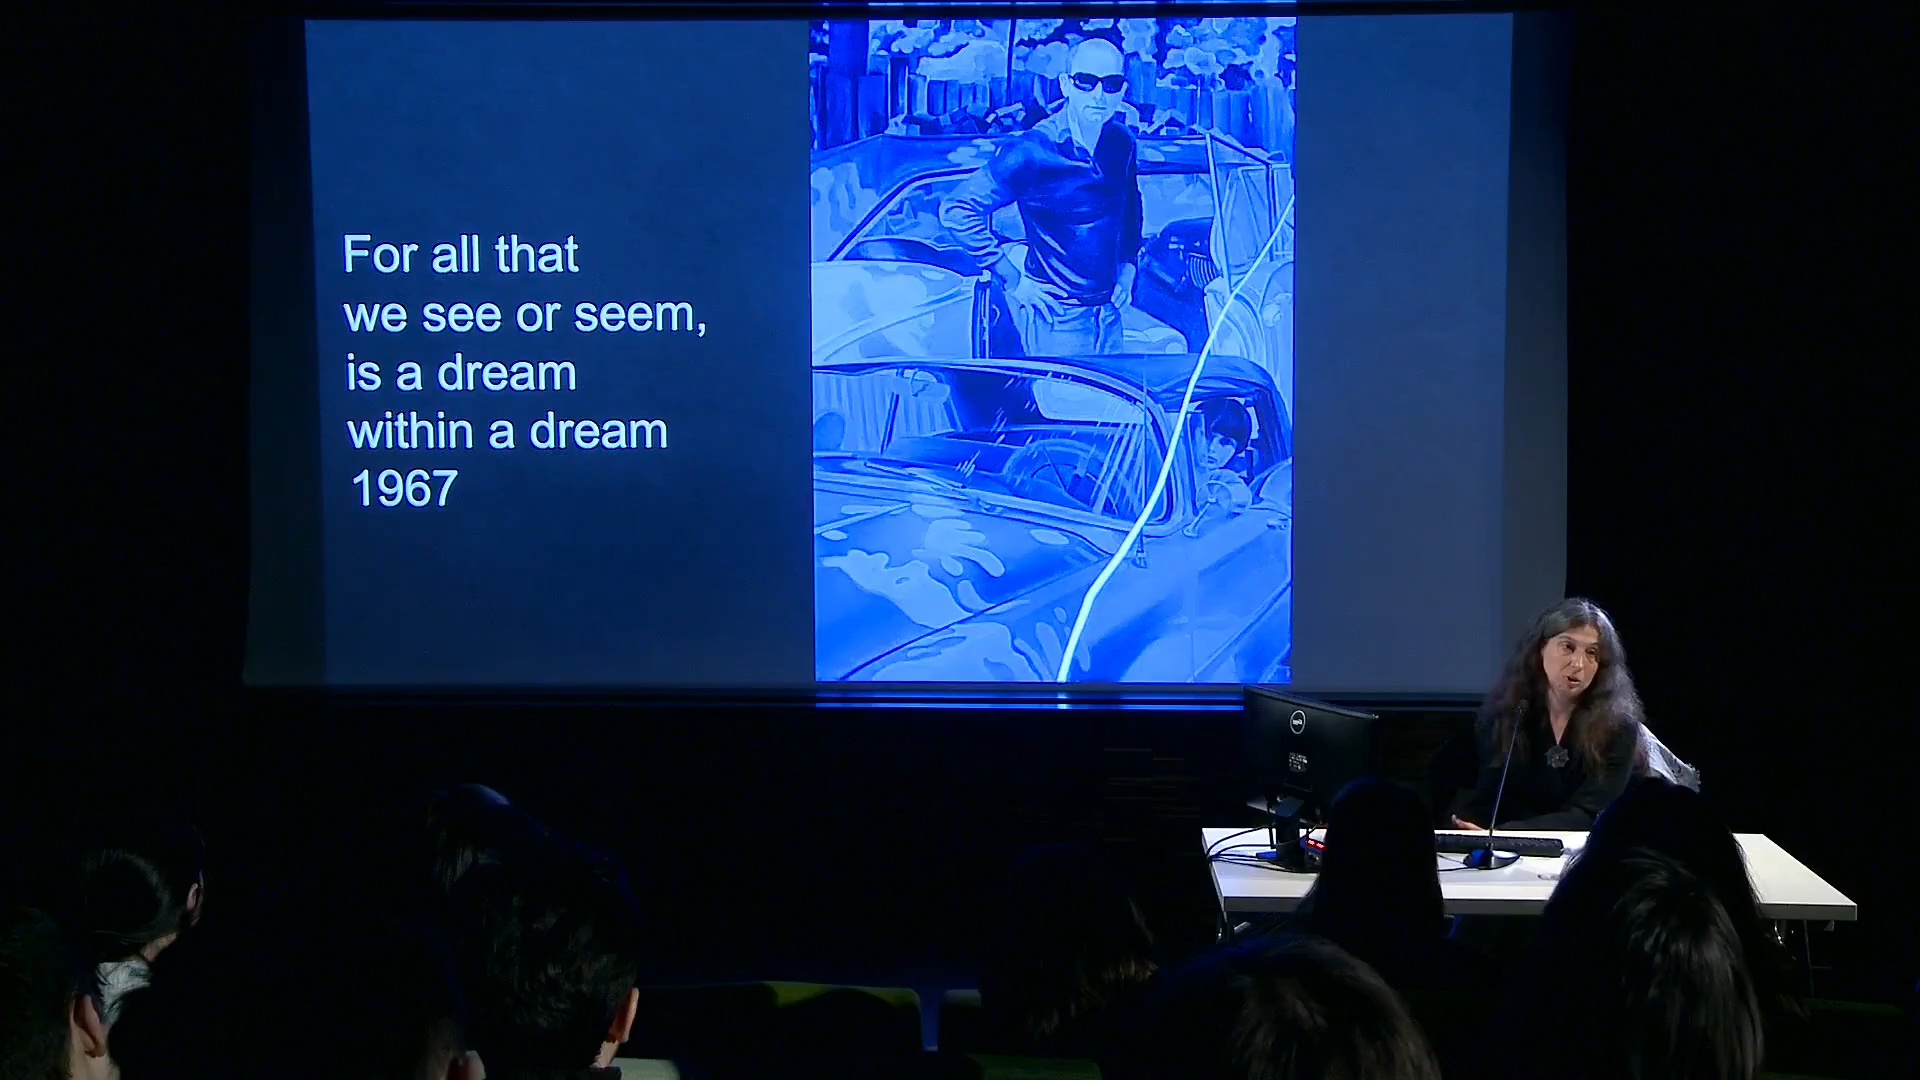 For all that
we see or seem,
is a dream
within a dream
1967